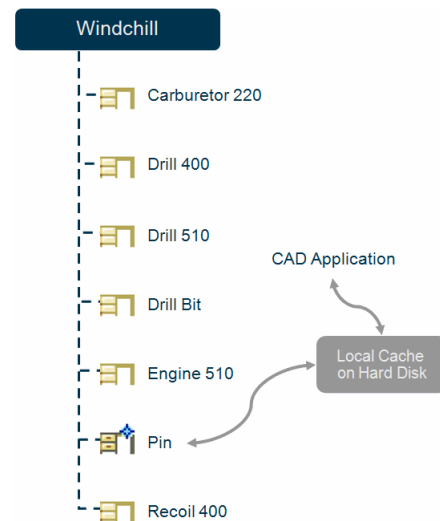 Windchill
Carburetor 220
Drill 400
Drill 510
CAD Application
Drill Bit
Local Cache
on Hard Disk
Engine 510
Pin
Recoil 400